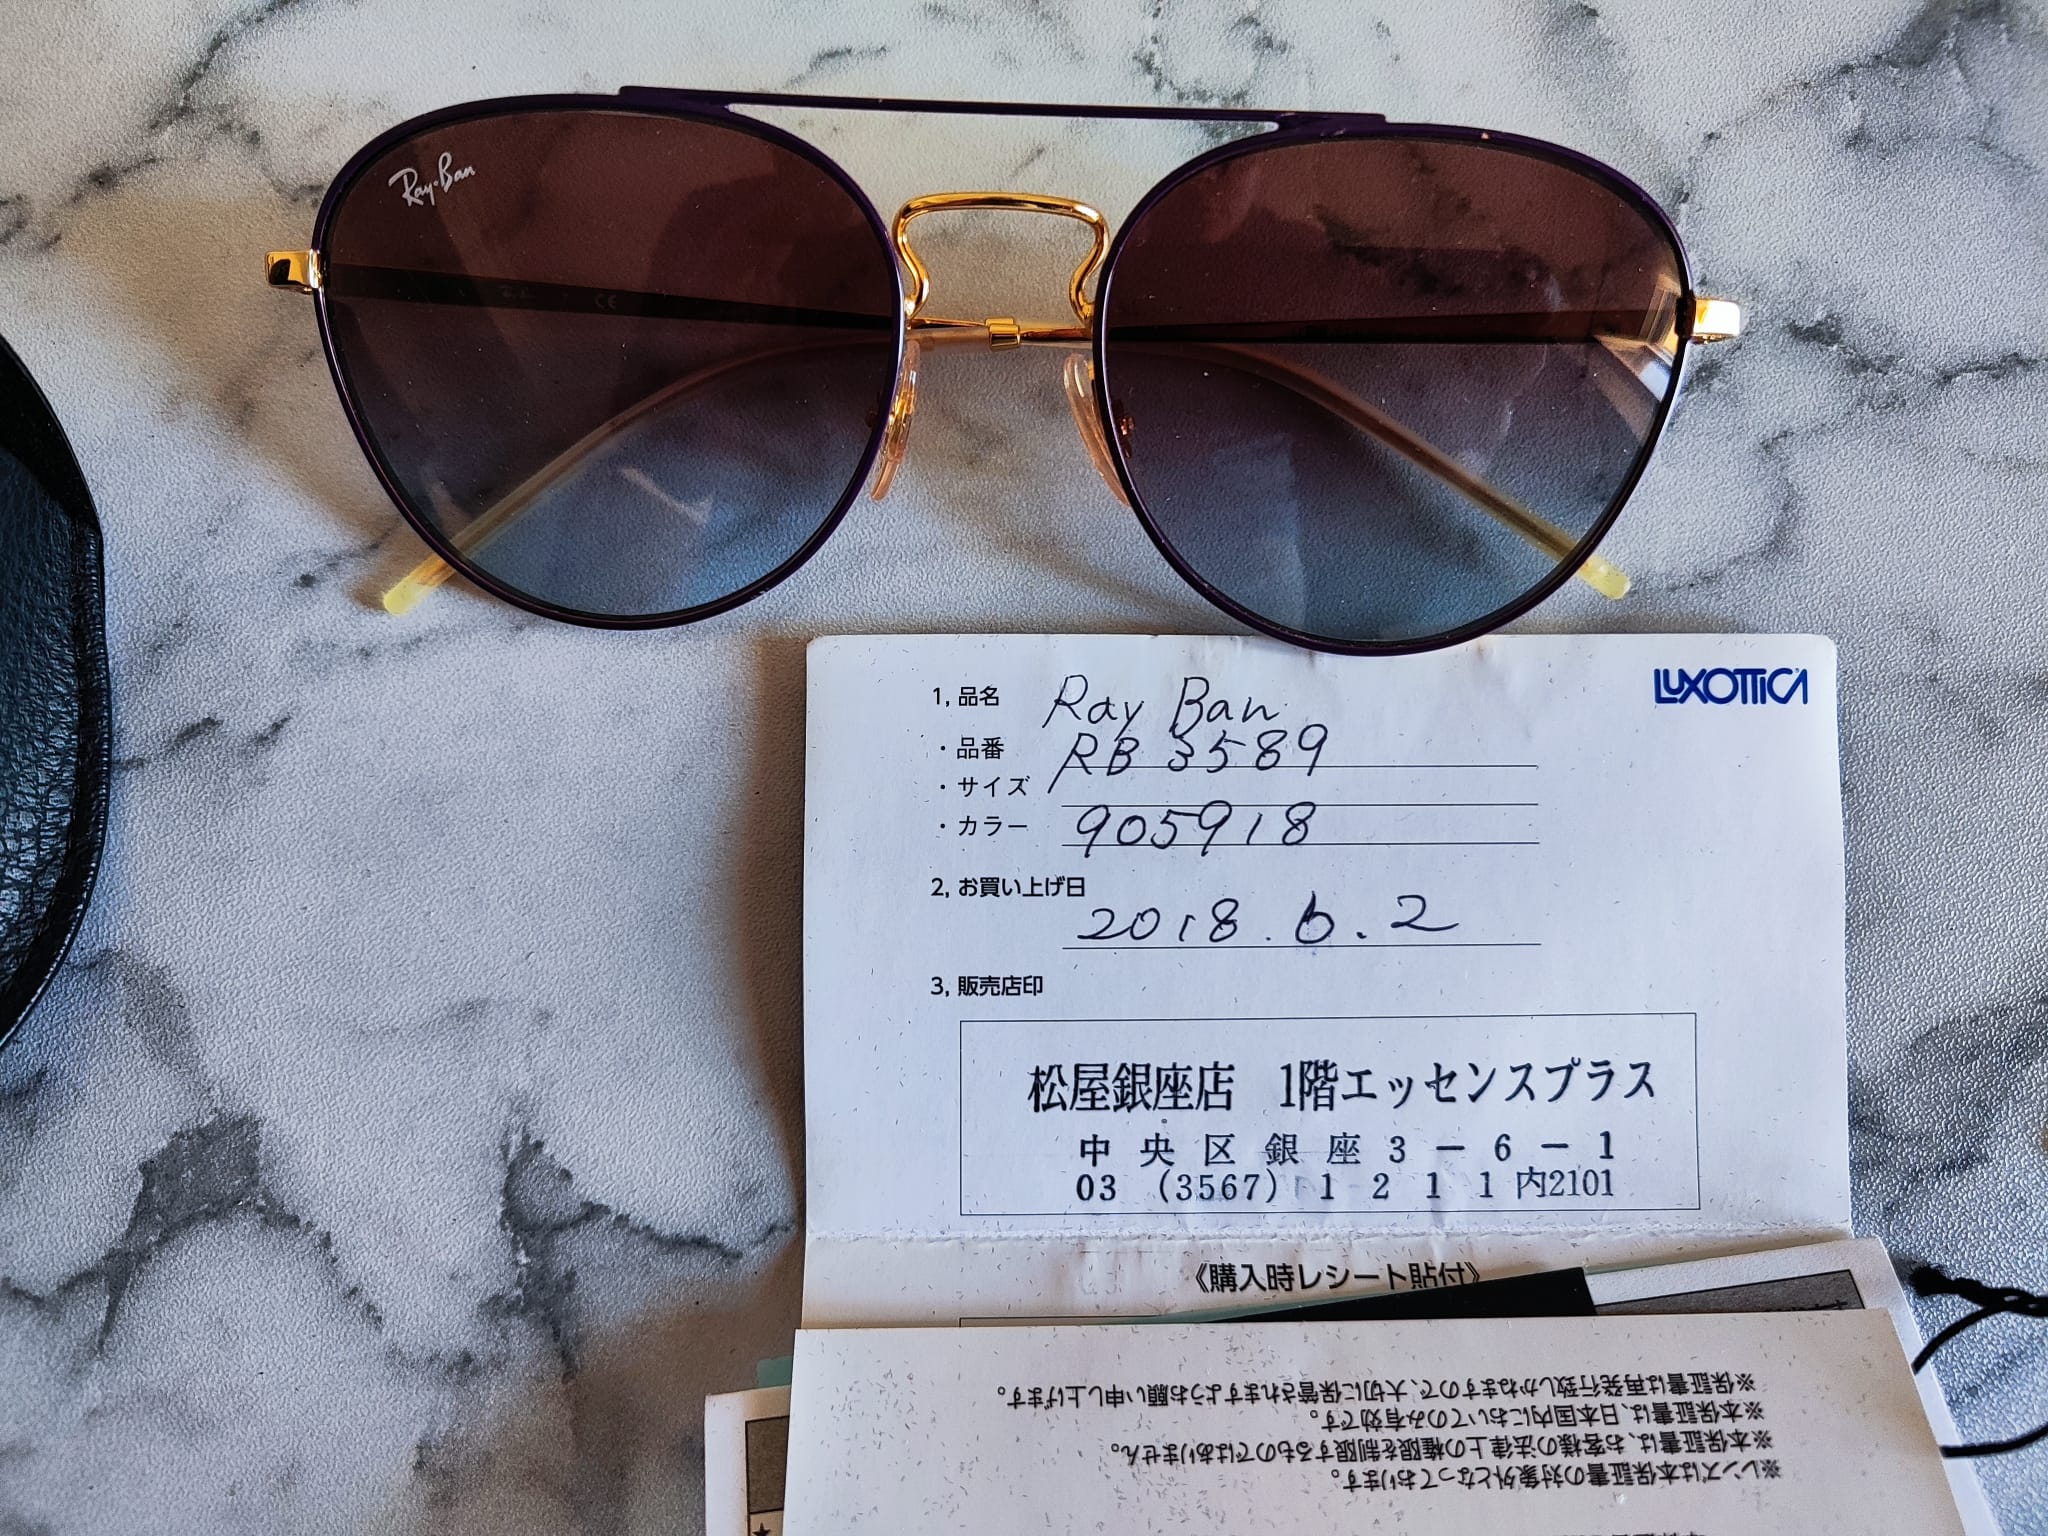 Ray-Ban
Ray-Ban CE
LUXOTTICA
1, 品名 Ray Ban
・品番 RB 3589
・サイズ
・カラー 905918
2, お買い上げ日 2018.6.2
3, 販売店印
松屋銀座店 1階エッセンスプラス
中央区銀座3-6-1
03 (3567) 1211 内2101
《購入時レシート貼付》
※保証書は再発行致しかねますので、大切に保管されますようお願い申し上げます。
※本保証書は、日本国内においてのみ有効です。
※本保証書は、お客様の法律上の権限を制限するものではありません。
※レンズは本保証書の対象外となっております。